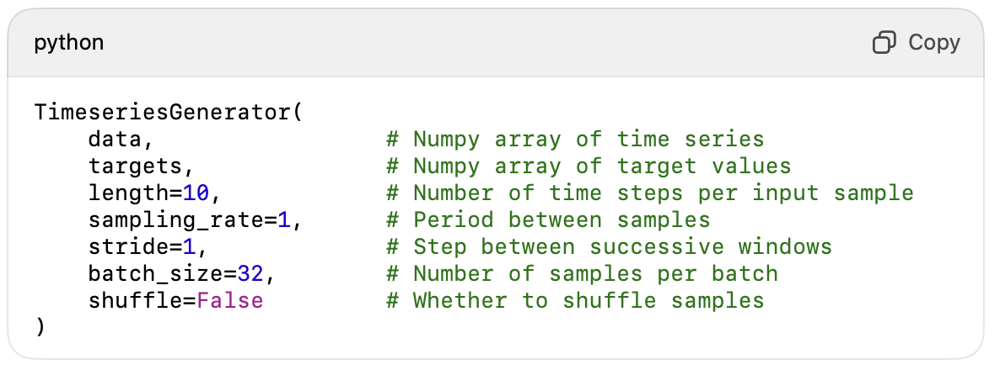 python
Copy
TimeseriesGenerator(
    data,                 # Numpy array of time series
    targets,              # Numpy array of target values
    length=10,            # Number of time steps per input sample
    sampling_rate=1,      # Period between samples
    stride=1,             # Step between successive windows
    batch_size=32,        # Number of samples per batch
    shuffle=False         # Whether to shuffle samples
)